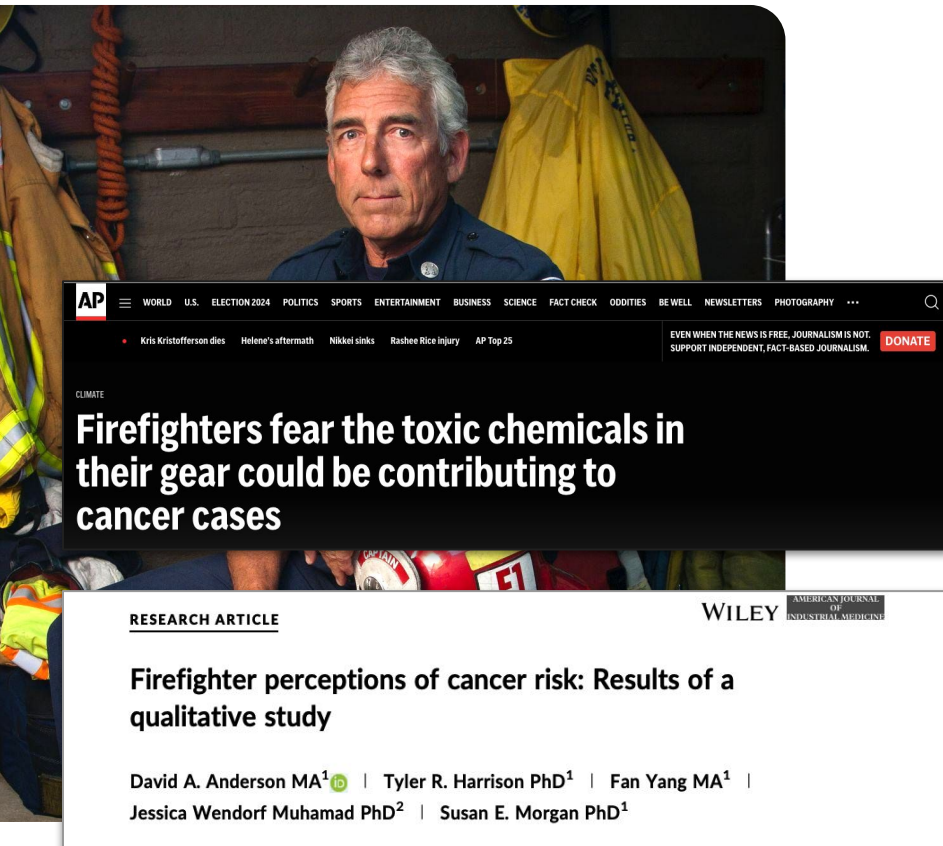 AP
WORLD U.S. ELECTION 2024 POLITICS SPORTS ENTERTAINMENT BUSINESS SCIENCE FACT CHECK ODDITIES BE WELL NEWSLETTERS PHOTOGRAPHY •••
• Kris Kristofferson dies Helene's aftermath Nikkei sinks Rashee Rice injury AP Top 25
EVEN WHEN THE NEWS IS FREE, JOURNALISM IS NOT.
SUPPORT INDEPENDENT, FACT-BASED JOURNALISM.
DONATE
CLIMATE
Firefighters fear the toxic chemicals in
their gear could be contributing to
cancer cases
CAPTAIN
E1
RESEARCH ARTICLE
WILEY
AMERICAN JOURNAL
OF
INDUSTRIAL MEDICINE
Firefighter perceptions of cancer risk: Results of a
qualitative study
David A. Anderson MA¹ iD | Tyler R. Harrison PhD¹ | Fan Yang MA¹ |
Jessica Wendorf Muhamad PhD² | Susan E. Morgan PhD¹